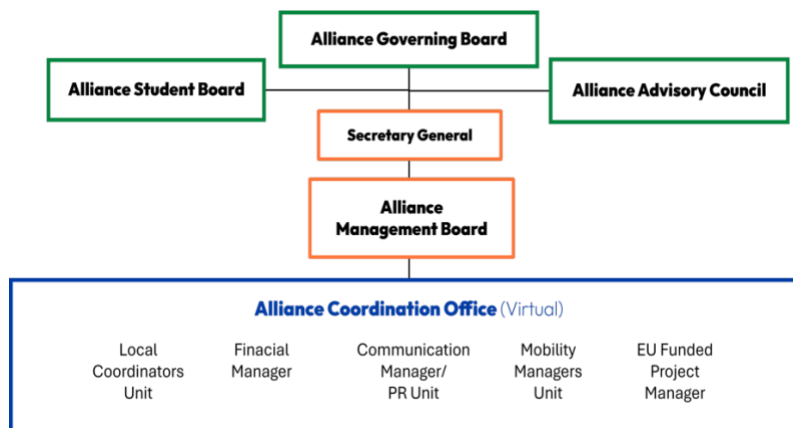 Alliance Governing Board
Alliance Student Board
Alliance Advisory Council
Secretary General
Alliance
Management Board
Alliance Coordination Office (Virtual)
Local
Coordinators
Unit
Finacial
Manager
Communication
Manager/
PR Unit
Mobility
Managers
Unit
EU Funded
Project
Manager